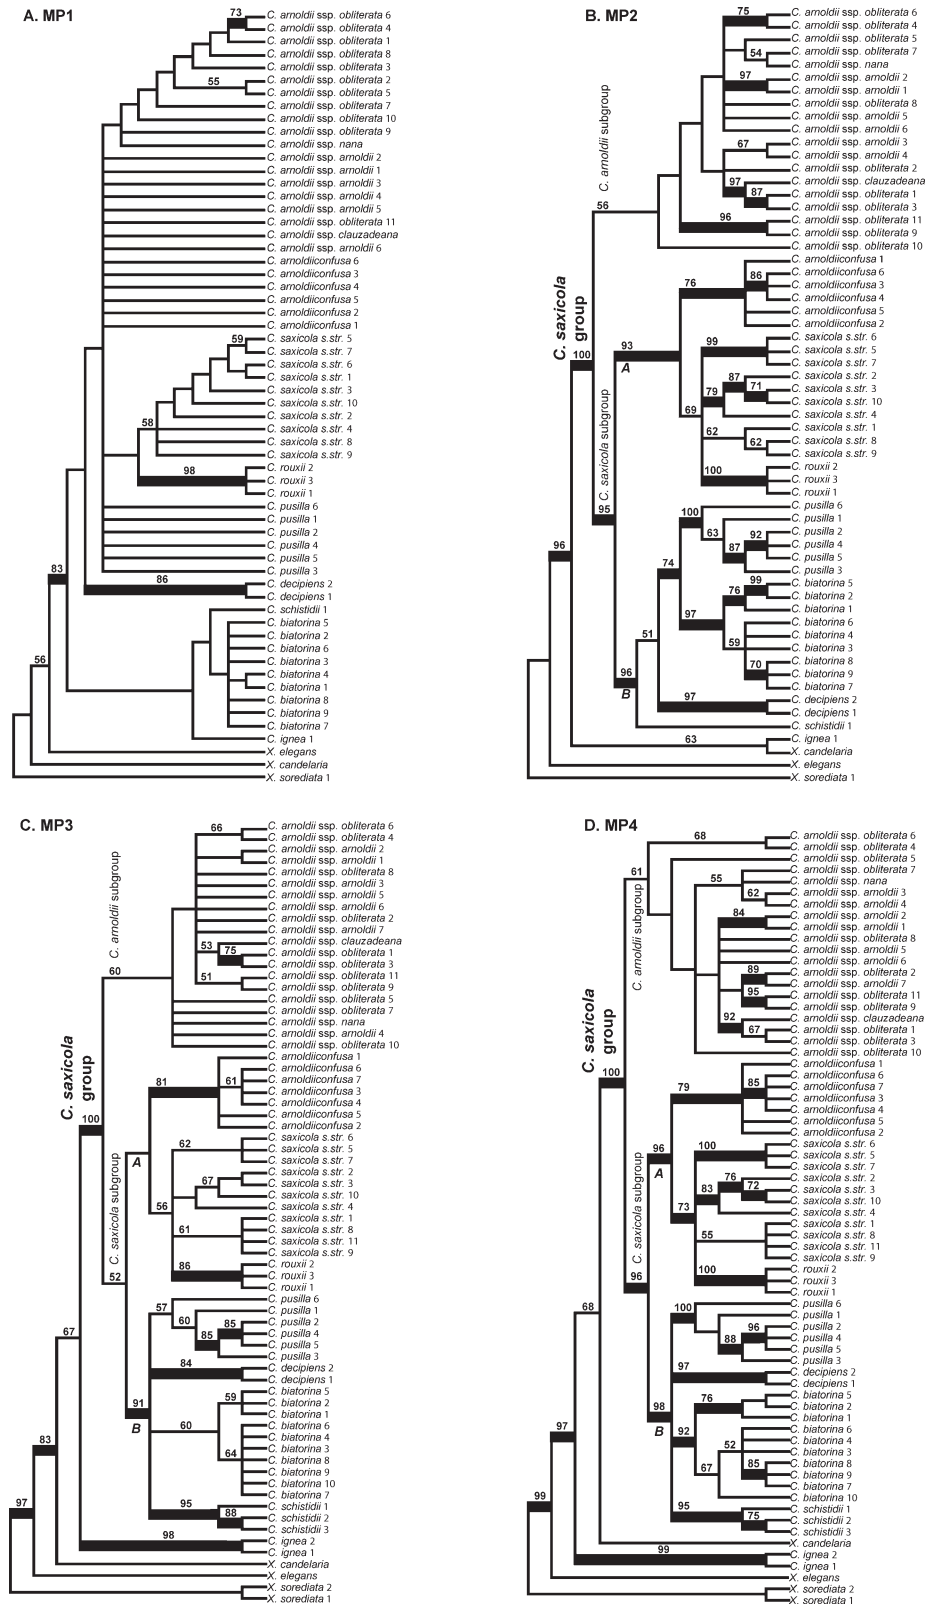 A. MP1
73
C. arnoldii ssp. obliterata 6
C. arnoldii ssp. obliterata 4
C. arnoldii ssp. obliterata 1
C. arnoldii ssp. obliterata 8
C. arnoldii ssp. obliterata 3
55
C. arnoldii ssp. obliterata 2
C. arnoldii ssp. obliterata 5
C. arnoldii ssp. obliterata 7
C. arnoldii ssp. obliterata 10
C. arnoldii ssp. obliterata 9
C. arnoldii ssp. nana
C. arnoldii ssp. arnoldii 2
C. arnoldii ssp. arnoldii 1
C. arnoldii ssp. arnoldii 3
C. arnoldii ssp. arnoldii 4
C. arnoldii ssp. arnoldii 5
C. arnoldii ssp. obliterata 11
C. arnoldii ssp. clauzadeana
C. arnoldii ssp. arnoldii 6
C. arnoldiiconfusa 6
C. arnoldiiconfusa 3
C. arnoldiiconfusa 4
C. arnoldiiconfusa 5
C. arnoldiiconfusa 2
C. arnoldiiconfusa 1
59
C. saxicola s.str. 5
C. saxicola s.str. 7
C. saxicola s.str. 6
C. saxicola s.str. 1
C. saxicola s.str. 3
C. saxicola s.str. 10
C. saxicola s.str. 2
58
C. saxicola s.str. 4
C. saxicola s.str. 8
C. saxicola s.str. 9
98
C. rouxii 2
C. rouxii 3
C. rouxii 1
C. pusilla 6
C. pusilla 1
C. pusilla 2
C. pusilla 4
C. pusilla 5
C. pusilla 3
83
86
C. decipiens 2
C. decipiens 1
C. schistidii 1
C. biatorina 5
C. biatorina 2
C. biatorina 6
C. biatorina 3
C. biatorina 4
C. biatorina 1
C. biatorina 8
C. biatorina 9
C. biatorina 7
56
C. ignea 1
X. elegans
X. candelaria
X. sorediata 1
B. MP2
75
C. arnoldii ssp. obliterata 6
C. arnoldii ssp. obliterata 4
C. arnoldii ssp. obliterata 5
54
C. arnoldii ssp. obliterata 7
C. arnoldii ssp. nana
97
C. arnoldii ssp. arnoldii 2
C. arnoldii ssp. arnoldii 1
C. arnoldii ssp. obliterata 8
C. arnoldii ssp. arnoldii 5
C. arnoldii ssp. arnoldii 6
67
C. arnoldii ssp. arnoldii 3
C. arnoldii ssp. arnoldii 4
C. arnoldii ssp. obliterata 2
97
C. arnoldii ssp. clauzadeana
87
C. arnoldii ssp. obliterata 1
C. arnoldii ssp. obliterata 3
96
C. arnoldii ssp. obliterata 11
C. arnoldii ssp. obliterata 9
C. arnoldii ssp. obliterata 10
C. arnoldii subgroup
56
C. saxicola
group
100
C. arnoldiiconfusa 1
76
86
C. arnoldiiconfusa 6
C. arnoldiiconfusa 3
C. arnoldiiconfusa 4
C. arnoldiiconfusa 5
C. arnoldiiconfusa 2
93
A
99
C. saxicola s.str. 6
C. saxicola s.str. 5
C. saxicola s.str. 7
87
C. saxicola s.str. 2
79
71
C. saxicola s.str. 3
C. saxicola s.str. 10
69
C. saxicola s.str. 4
62
C. saxicola s.str. 1
62
C. saxicola s.str. 8
C. saxicola s.str. 9
100
C. rouxii 2
C. rouxii 3
C. rouxii 1
C. saxicola subgroup
95
100
C. pusilla 6
63
C. pusilla 1
92
C. pusilla 2
87
C. pusilla 4
C. pusilla 5
C. pusilla 3
96
74
99
C. biatorina 5
76
C. biatorina 2
C. biatorina 1
97
C. biatorina 6
C. biatorina 4
59
C. biatorina 3
70
C. biatorina 8
C. biatorina 9
C. biatorina 7
51
96
B
97
C. decipiens 2
C. decipiens 1
C. schistidii 1
63
C. ignea 1
X. candelaria
X. elegans
X. sorediata 1
C. MP3
66
C. arnoldii ssp. obliterata 6
C. arnoldii ssp. obliterata 4
C. arnoldii ssp. arnoldii 2
C. arnoldii ssp. arnoldii 1
C. arnoldii ssp. obliterata 8
C. arnoldii ssp. arnoldii 3
C. arnoldii ssp. arnoldii 5
C. arnoldii ssp. arnoldii 6
C. arnoldii ssp. obliterata 2
C. arnoldii ssp. arnoldii 7
53
C. arnoldii ssp. clauzadeana
75
C. arnoldii ssp. obliterata 1
C. arnoldii ssp. obliterata 3
51
C. arnoldii ssp. obliterata 11
C. arnoldii ssp. obliterata 9
C. arnoldii ssp. obliterata 5
C. arnoldii ssp. obliterata 7
C. arnoldii ssp. nana
C. arnoldii ssp. arnoldii 4
C. arnoldii ssp. obliterata 10
C. arnoldii subgroup
60
C. saxicola
group
100
C. arnoldiiconfusa 1
81
61
C. arnoldiiconfusa 6
C. arnoldiiconfusa 7
C. arnoldiiconfusa 3
C. arnoldiiconfusa 4
C. arnoldiiconfusa 5
C. arnoldiiconfusa 2
A
62
C. saxicola s.str. 6
C. saxicola s.str. 5
C. saxicola s.str. 7
67
C. saxicola s.str. 2
C. saxicola s.str. 3
C. saxicola s.str. 10
56
C. saxicola s.str. 4
61
C. saxicola s.str. 1
C. saxicola s.str. 8
C. saxicola s.str. 11
C. saxicola s.str. 9
86
C. rouxii 2
C. rouxii 3
C. rouxii 1
C. saxicola subgroup
52
57
C. pusilla 6
60
C. pusilla 1
85
C. pusilla 2
85
C. pusilla 4
C. pusilla 5
C. pusilla 3
67
84
C. decipiens 2
C. decipiens 1
91
B
59
C. biatorina 5
C. biatorina 2
C. biatorina 1
60
64
C. biatorina 6
C. biatorina 4
C. biatorina 3
C. biatorina 8
C. biatorina 9
C. biatorina 10
C. biatorina 7
83
95
C. schistidii 1
88
C. schistidii 2
C. schistidii 3
97
98
C. ignea 2
C. ignea 1
X. candelaria
X. elegans
X. sorediata 2
X. sorediata 1
D. MP4
68
C. arnoldii ssp. obliterata 6
C. arnoldii ssp. obliterata 4
C. arnoldii ssp. obliterata 5
61
55
C. arnoldii ssp. obliterata 7
C. arnoldii ssp. nana
62
C. arnoldii ssp. arnoldii 3
C. arnoldii ssp. arnoldii 4
84
C. arnoldii ssp. arnoldii 2
C. arnoldii ssp. arnoldii 1
C. arnoldii ssp. obliterata 8
C. arnoldii ssp. arnoldii 5
C. arnoldii ssp. arnoldii 6
89
C. arnoldii ssp. obliterata 2
C. arnoldii ssp. arnoldii 7
95
C. arnoldii ssp. obliterata 11
C. arnoldii ssp. obliterata 9
92
C. arnoldii ssp. clauzadeana
67
C. arnoldii ssp. obliterata 1
C. arnoldii ssp. obliterata 3
C. arnoldii ssp. obliterata 10
C. arnoldii subgroup
C. saxicola
group
100
C. arnoldiiconfusa 1
79
85
C. arnoldiiconfusa 6
C. arnoldiiconfusa 7
C. arnoldiiconfusa 3
C. arnoldiiconfusa 4
C. arnoldiiconfusa 5
C. arnoldiiconfusa 2
96
A
100
C. saxicola s.str. 6
C. saxicola s.str. 5
C. saxicola s.str. 7
76
C. saxicola s.str. 2
83
72
C. saxicola s.str. 3
C. saxicola s.str. 10
73
C. saxicola s.str. 4
55
C. saxicola s.str. 1
C. saxicola s.str. 8
C. saxicola s.str. 11
C. saxicola s.str. 9
100
C. rouxii 2
C. rouxii 3
C. rouxii 1
C. saxicola subgroup
96
68
100
C. pusilla 6
C. pusilla 1
96
C. pusilla 2
88
C. pusilla 4
C. pusilla 5
C. pusilla 3
97
C. decipiens 2
C. decipiens 1
98
B
76
C. biatorina 5
C. biatorina 2
C. biatorina 1
92
C. biatorina 6
52
C. biatorina 4
C. biatorina 3
67
85
C. biatorina 8
C. biatorina 9
C. biatorina 7
C. biatorina 10
97
95
C. schistidii 1
75
C. schistidii 2
C. schistidii 3
X. candelaria
99
99
C. ignea 2
C. ignea 1
X. elegans
X. sorediata 2
X. sorediata 1